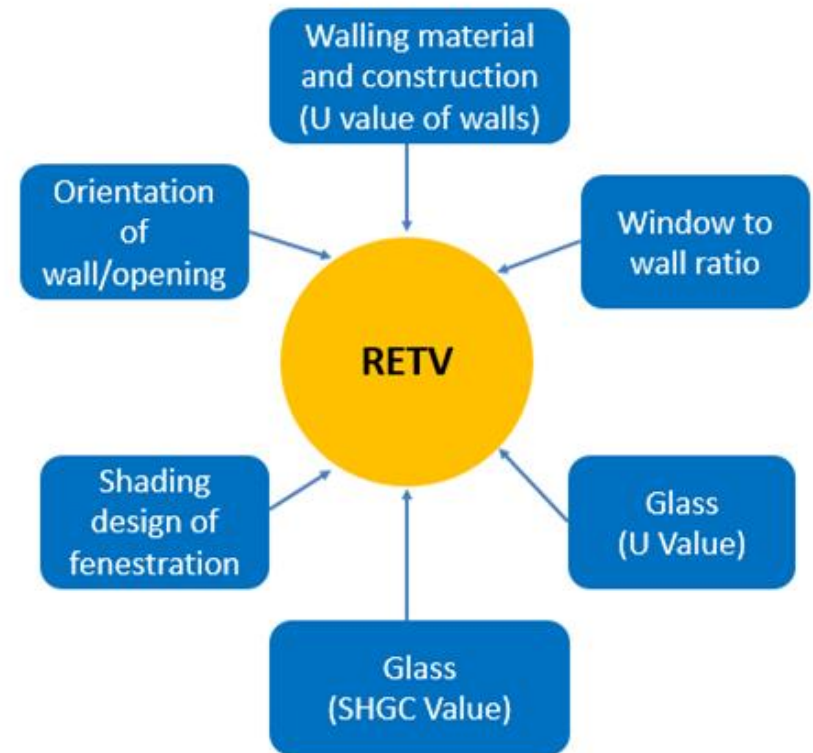 Walling material
and construction
(U value of walls)
Orientation
of
wall/opening
Window to
wall ratio
RETV
Shading
design of
fenestration
Glass
(U Value)
Glass
(SHGC Value)